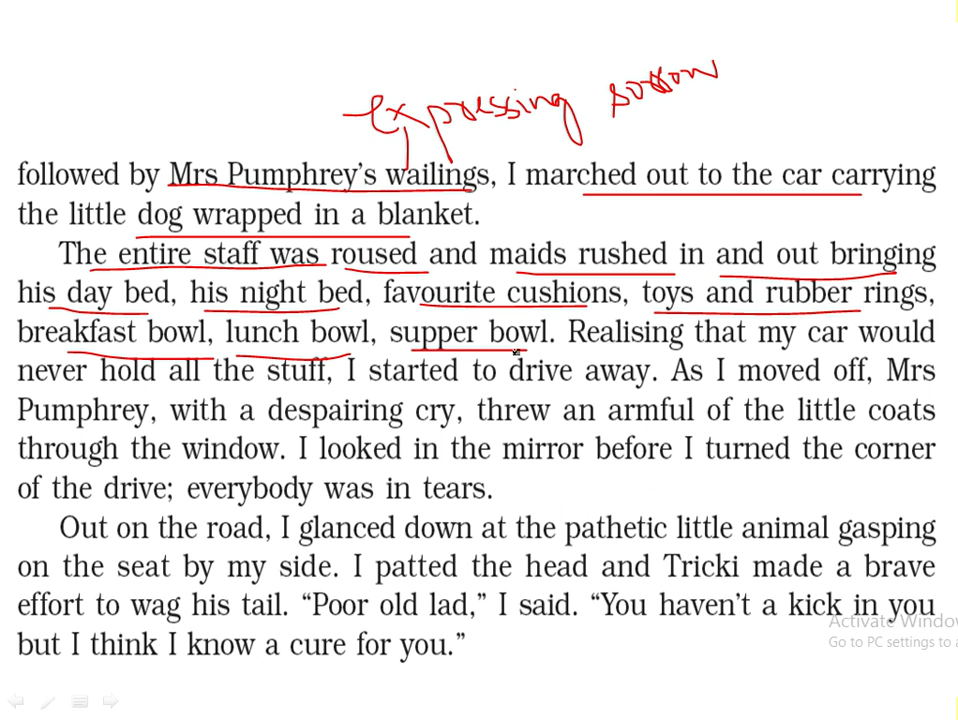 expressing sorrow
followed by Mrs Pumphrey's wailings, I marched out to the car carrying
the little dog wrapped in a blanket.
The entire staff was roused and maids rushed in and out bringing
his day bed, his night bed, favourite cushions, toys and rubber rings,
breakfast bowl, lunch bowl, supper bowl. Realising that my car would
never hold all the stuff, I started to drive away. As I moved off, Mrs
Pumphrey, with a despairing cry, threw an armful of the little coats
through the window. I looked in the mirror before I turned the corner
of the drive; everybody was in tears.
Out on the road, I glanced down at the pathetic little animal gasping
on the seat by my side. I patted the head and Tricki made a brave
effort to wag his tail. “Poor old lad,” I said. “You haven't a kick in you
but I think I know a cure for you.”
Activate Windo
Go to PC settings to a